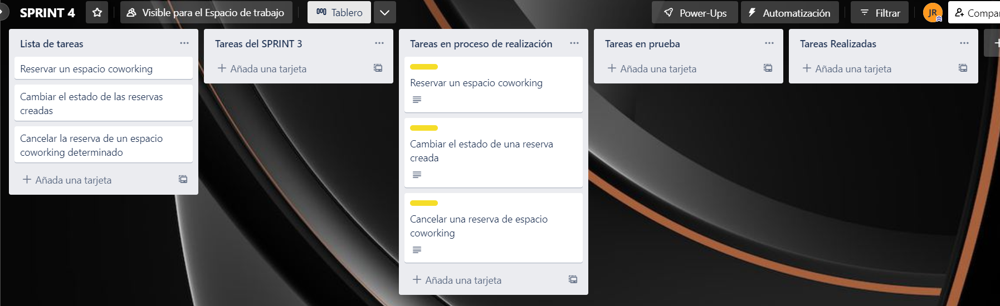 SPRINT 4
Visible para el Espacio de trabajo
Tablero
Power-Ups
Automatización
Filtrar
JR
Compar
Lista de tareas
Reservar un espacio coworking
Cambiar el estado de las reservas
creadas
Cancelar la reserva de un espacio
coworking determinado
Añada una tarjeta
Tareas del SPRINT 3
Añada una tarjeta
Tareas en proceso de realización
Reservar un espacio coworking
Cambiar el estado de una reserva
creada
Cancelar una reserva de espacio
coworking
Añada una tarjeta
Tareas en prueba
Añada una tarjeta
Tareas Realizadas
Añada una tarjeta